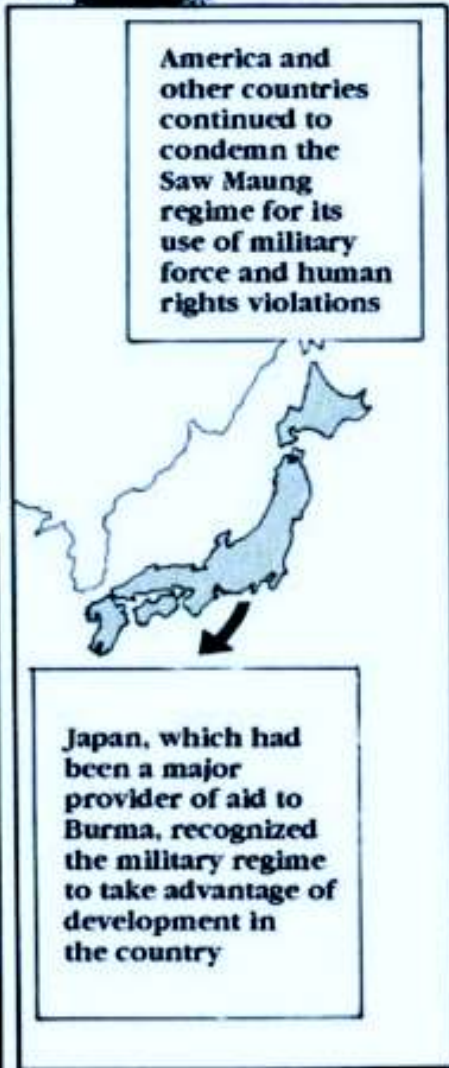 America and
other countries
continued to
condemn the
Saw Maung
regime for its
use of military
force and human
rights violations
Japan, which had
been a major
provider of aid to
Burma, recognized
the military regime
to take advantage of
development in
the country